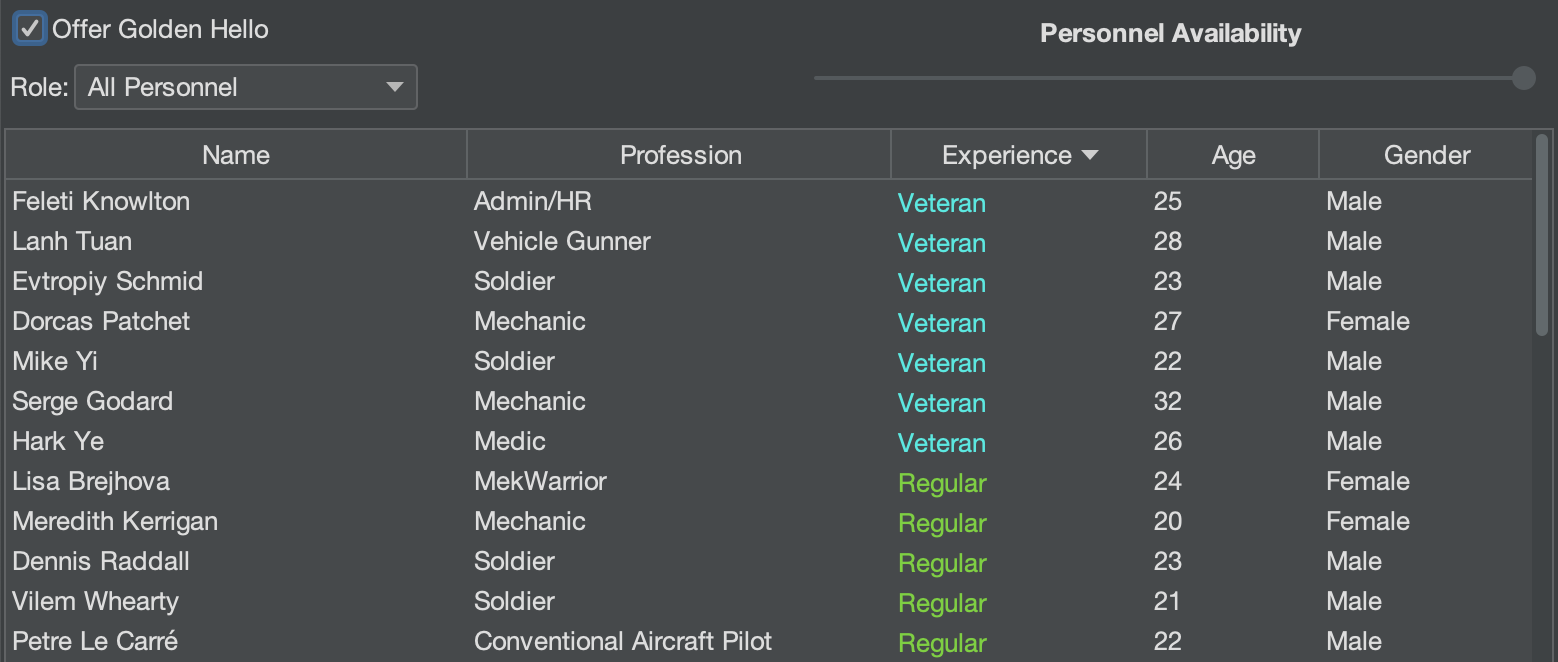 Offer Golden Hello
Personnel Availability
Role: All Personnel
Name Profession Experience Age Gender
Feleti Knowlton Admin/HR Veteran 25 Male
Lanh Tuan Vehicle Gunner Veteran 28 Male
Evtropiy Schmid Soldier Veteran 23 Male
Dorcas Patchet Mechanic Veteran 27 Female
Mike Yi Soldier Veteran 22 Male
Serge Godard Mechanic Veteran 32 Male
Hark Ye Medic Veteran 26 Male
Lisa Brejhova MekWarrior Regular 24 Female
Meredith Kerrigan Mechanic Regular 20 Female
Dennis Raddall Soldier Regular 23 Male
Vilem Whearty Soldier Regular 21 Male
Petre Le Carré Conventional Aircraft Pilot Regular 22 Male